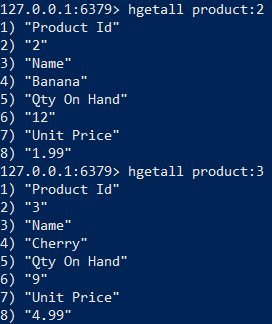 127.0.0.1:6379> hgetall product:2
1) "Product Id"
2) "2"
3) "Name"
4) "Banana"
5) "Qty On Hand"
6) "12"
7) "Unit Price"
8) "1.99"
127.0.0.1:6379> hgetall product:3
1) "Product Id"
2) "3"
3) "Name"
4) "Cherry"
5) "Qty On Hand"
6) "9"
7) "Unit Price"
8) "4.99"